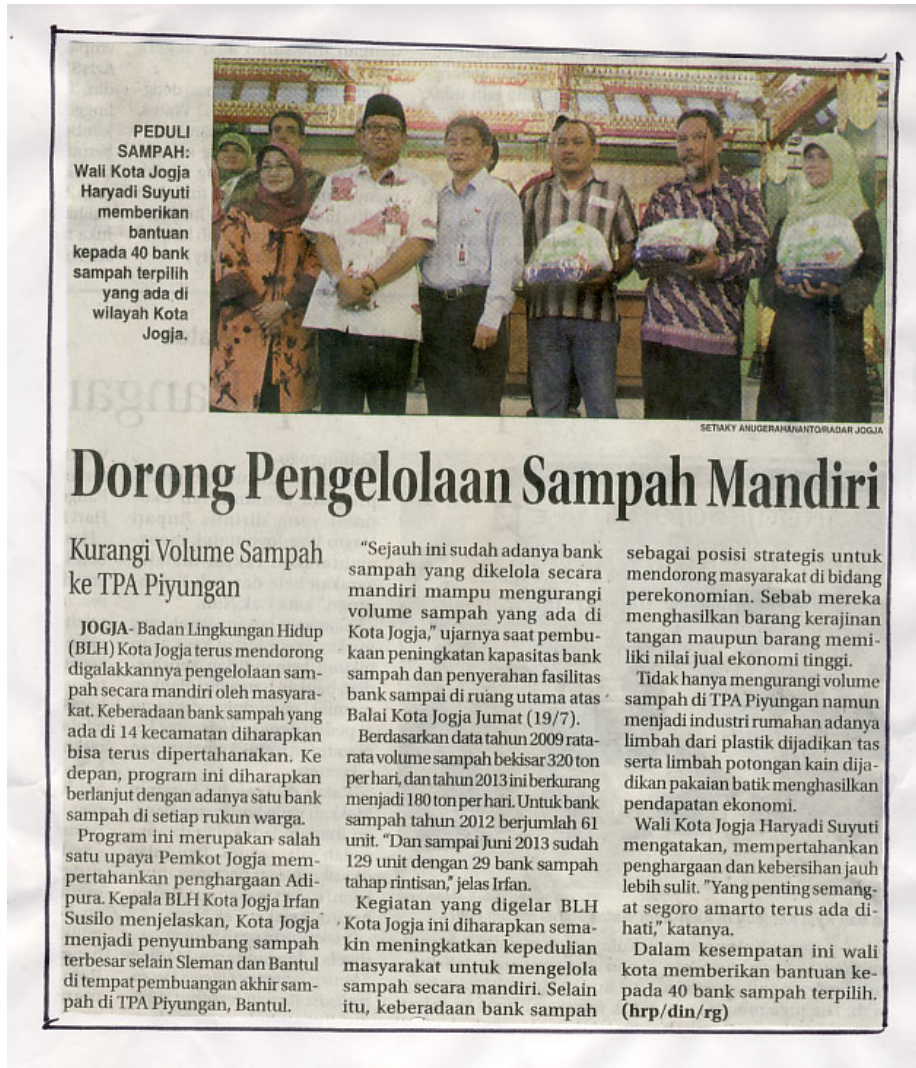 PEDULI
SAMPAH:
Wali Kota Jogja
Haryadi Suyuti
memberikan
bantuan
kepada 40 bank
sampah terpilih
yang ada di
wilayah Kota
Jogja.
SETIAKY ANUGERAHANANTO/RADAR JOGJA
Dorong Pengelolaan Sampah Mandiri
Kurangi Volume Sampah
ke TPA Piyungan
JOGJA- Badan Lingkungan Hidup
(BLH) Kota Jogja terus mendorong
digalakkannya pengelolaan sam-
pah secara mandiri oleh masyara-
kat. Keberadaan bank sampah yang
ada di 14 kecamatan diharapkan
bisa terus dipertahanakan. Ke
depan, program ini diharapkan
berlanjut dengan adanya satu bank
sampah di setiap rukun warga.
Program ini merupakan salah
satu upaya Pemkot Jogja mem-
pertahankan penghargaan Adi-
pura. Kepala BLH Kota Jogja Irfan
Susilo menjelaskan, Kota Jogja
menjadi penyumbang sampah
terbesar selain Sleman dan Bantul
di tempat pembuangan akhir sam-
pah di TPA Piyungan, Bantul.
“Sejauh ini sudah adanya bank
sampah yang dikelola secara
mandiri mampu mengurangi
volume sampah yang ada di
Kota Jogja,” ujarnya saat pembu-
kaan peningkatan kapasitas bank
sampah dan penyerahan fasilitas
bank sampai di ruang utama atas
Balai Kota Jogja Jumat (19/7).
Berdasarkan data tahun 2009 rata-
rata volume sampah bekisar 320 ton
per hari, dan tahun 2013 ini berkurang
menjadi 180 ton per hari. Untuk bank
sampah tahun 2012 berjumlah 61
unit. “Dan sampai Juni 2013 sudah
129 unit dengan 29 bank sampah
tahap rintisan,” jelas Irfan.
Kegiatan yang digelar BLH
Kota Jogja ini diharapkan sema-
kin meningkatkan kepedulian
masyarakat untuk mengelola
sampah secara mandiri. Selain
itu, keberadaan bank sampah
sebagai posisi strategis untuk
mendorong masyarakat di bidang
perekonomian. Sebab mereka
menghasilkan barang kerajinan
tangan maupun barang memi-
liki nilai jual ekonomi tinggi.
Tidak hanya mengurangi volume
sampah di TPA Piyungan namun
menjadi industri rumahan adanya
limbah dari plastik dijadikan tas
serta limbah potongan kain dija-
dikan pakaian batik menghasilkan
pendapatan ekonomi.
Wali Kota Jogja Haryadi Suyuti
mengatakan, mempertahankan
penghargaan dan kebersihan jauh
lebih sulit. ”Yang penting semang-
at segoro amarto terus ada di-
hati,” katanya.
Dalam kesempatan ini wali
kota memberikan bantuan ke-
pada 40 bank sampah terpilih.
(hrp/din/rg)